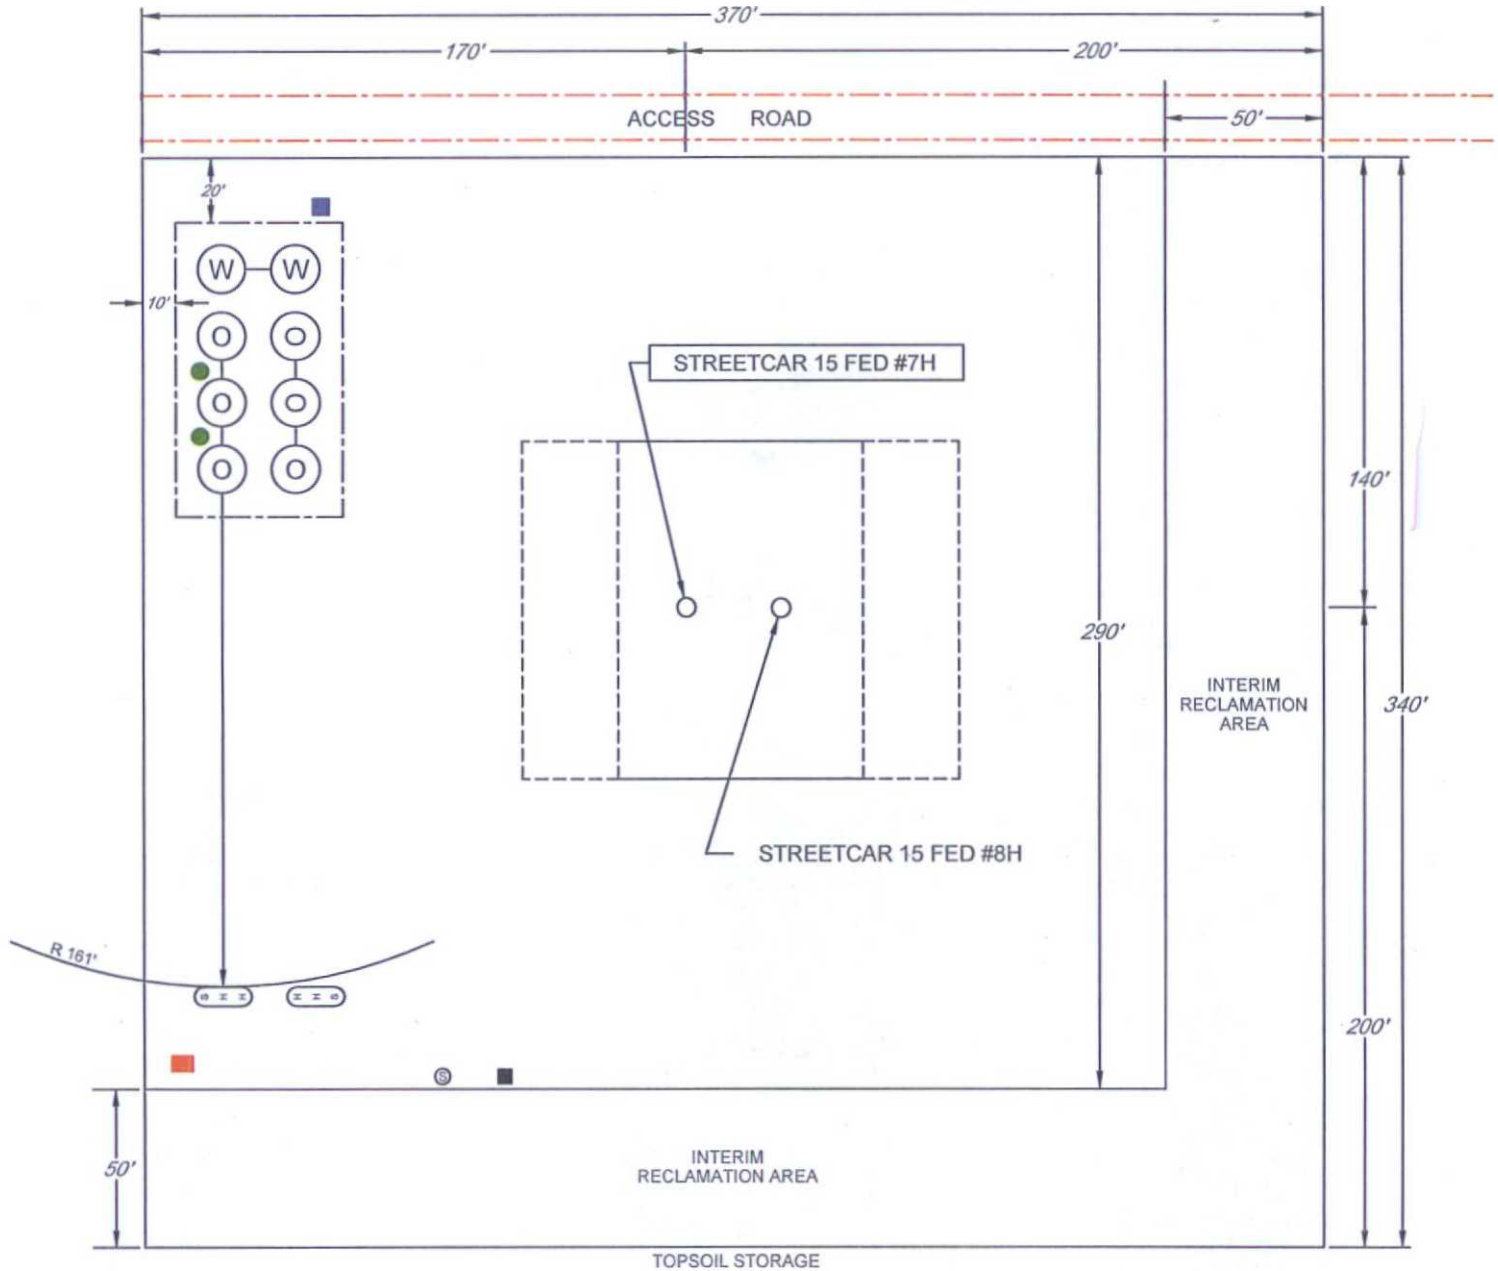 370'
170'
200'
ACCESS ROAD
50'
20'
W W
10'
O O
STREETCAR 15 FED #7H
O O
O O
140'
290'
INTERIM
RECLAMATION
AREA
340'
STREETCAR 15 FED #8H
R 161'
S H H
H H S
200'
S
50'
INTERIM
RECLAMATION AREA
TOPSOIL STORAGE